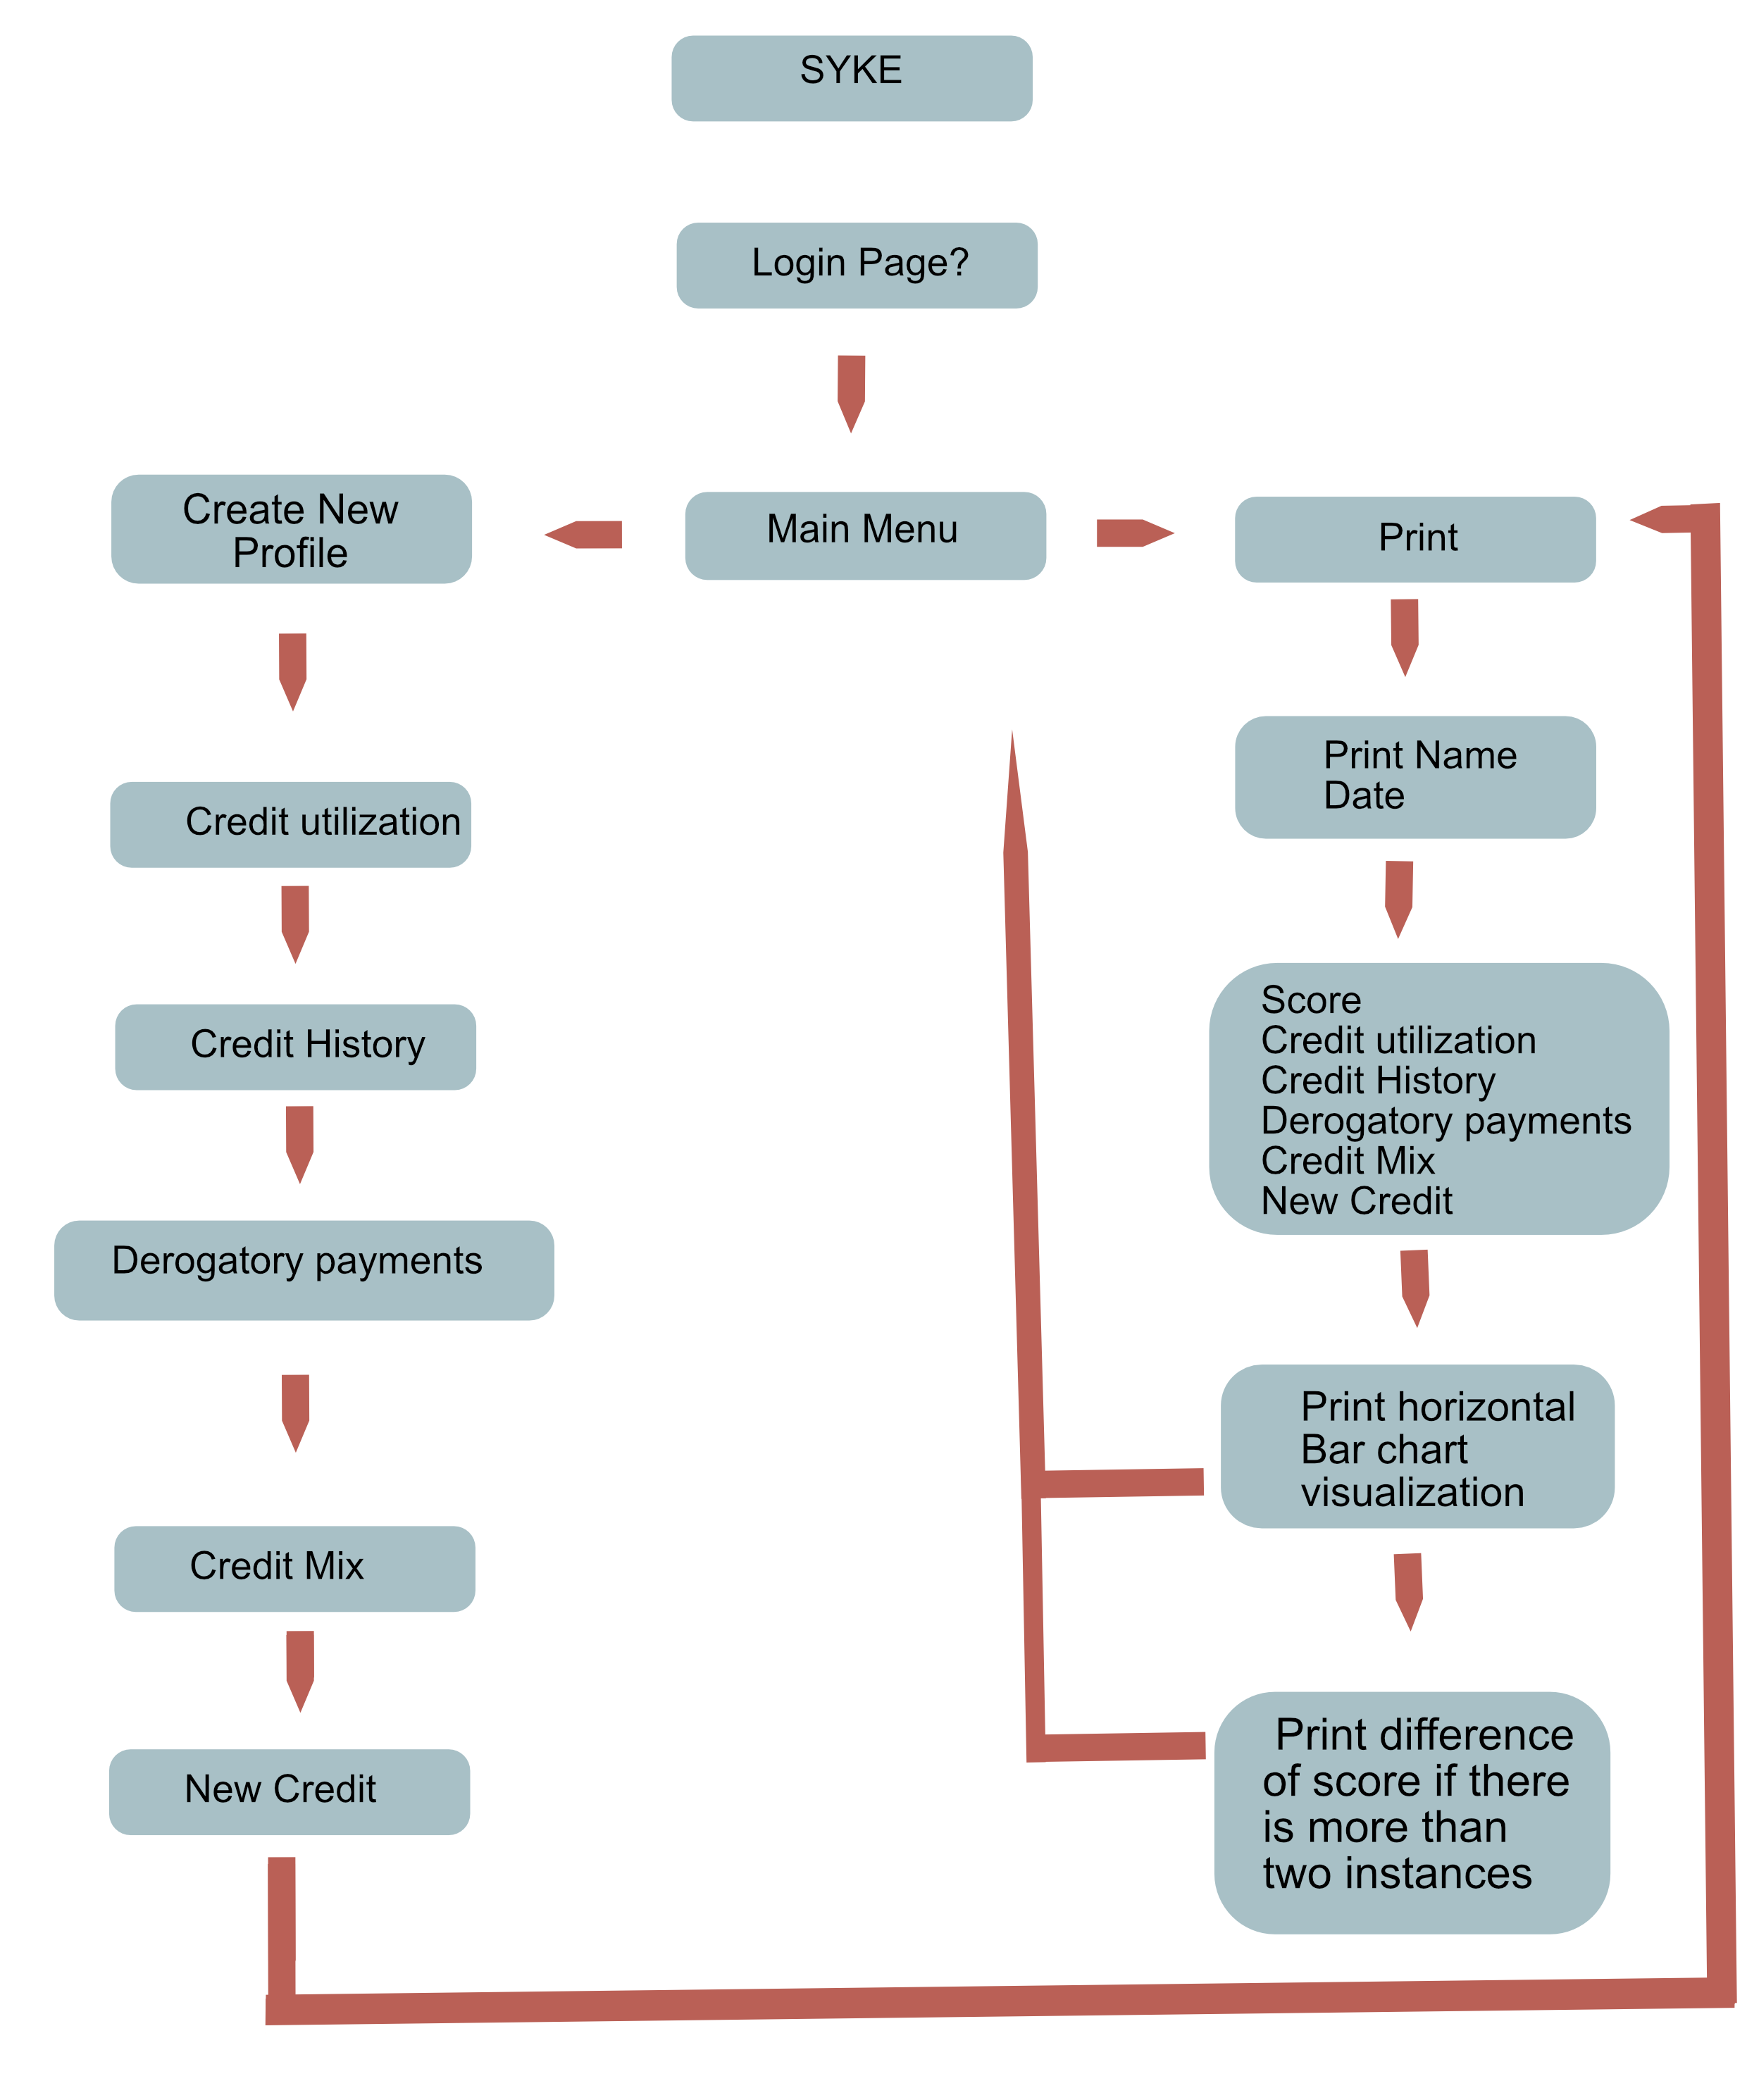 SYKE
Login Page?
Create New
Profile
Main Menu
Print
Credit utilization
Credit History
Derogatory payments
Credit Mix
New Credit
Print Name
Date
Score
Credit utilization
Credit History
Derogatory payments
Credit Mix
New Credit
Print horizontal
Bar chart
visualization
Print difference
of score if there
is more than
two instances